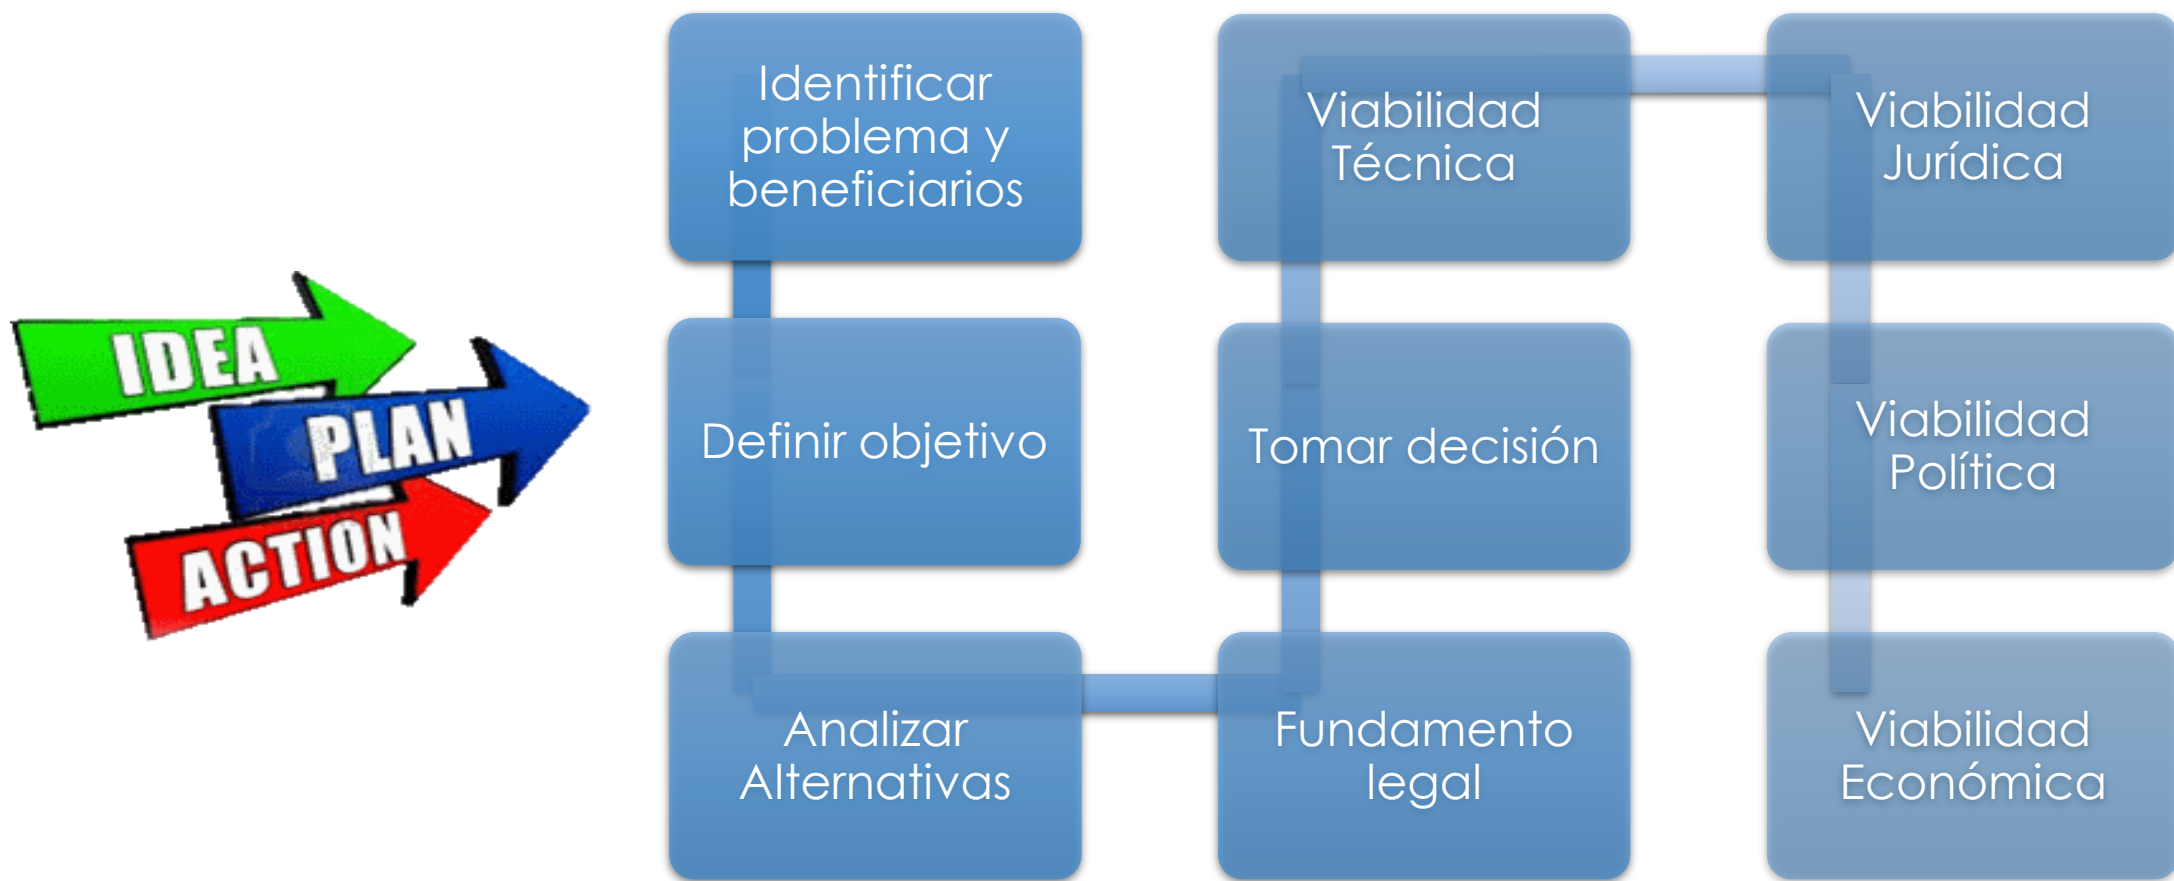 IDEA
PLAN
ACTION
Identificar
problema y
beneficiarios
Definir objetivo
Analizar
Alternativas
Fundamento
legal
Tomar decisión
Viabilidad
Técnica
Viabilidad
Jurídica
Viabilidad
Política
Viabilidad
Económica